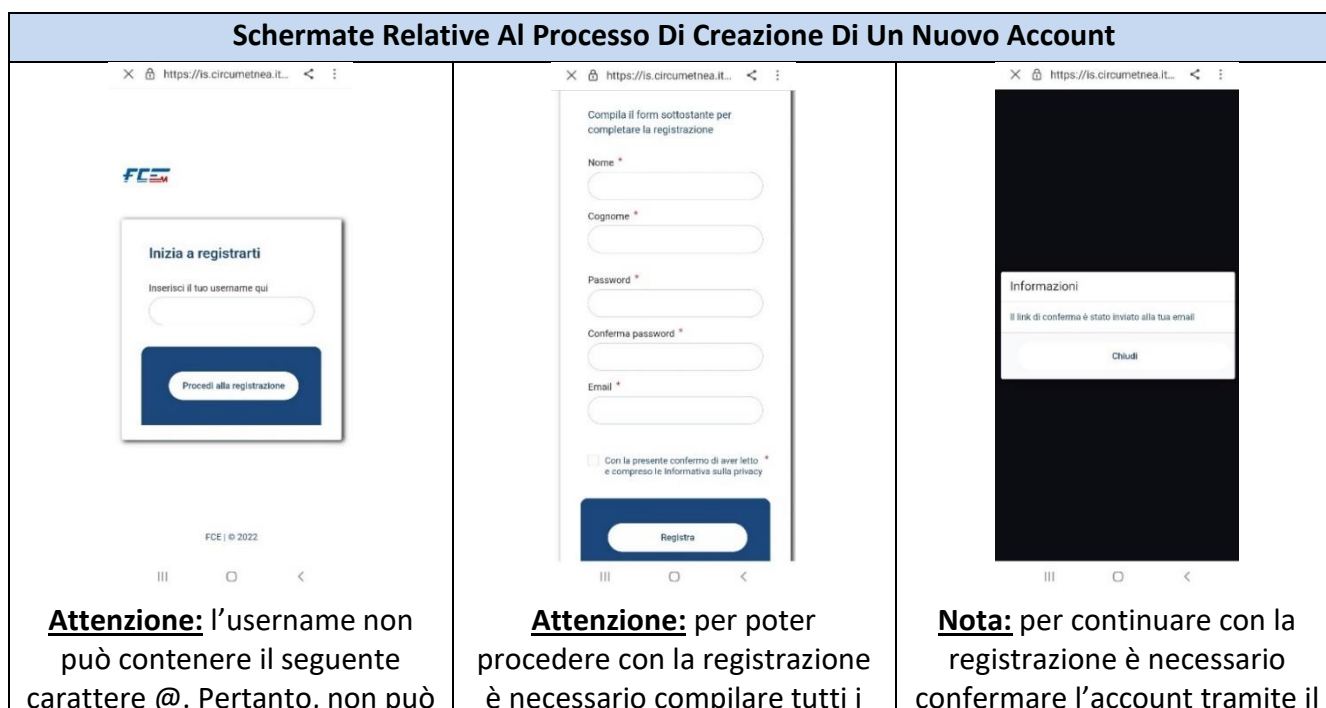 Schermate Relative Al Processo Di Creazione Di Un Nuovo Account
https://is.circumetnea.it...
FCE M
Inizia a registrarti
Inserisci il tuo username qui
Procedi alla registrazione
FCE | © 2022
Attenzione: l’username non
può contenere il seguente
carattere @. Pertanto, non può
https://is.circumetnea.it...
Compila il form sottostante per
completare la registrazione
Nome *
Cognome *
Password *
Conferma password *
Email *
Con la presente confermo di aver letto *
e compreso le Informativa sulla privacy
Registra
Attenzione: per poter
procedere con la registrazione
è necessario compilare tutti i
https://is.circumetnea.it...
Informazioni
Il link di conferma è stato inviato alla tua email
Chiudi
Nota: per continuare con la
registrazione è necessario
confermare l’account tramite il